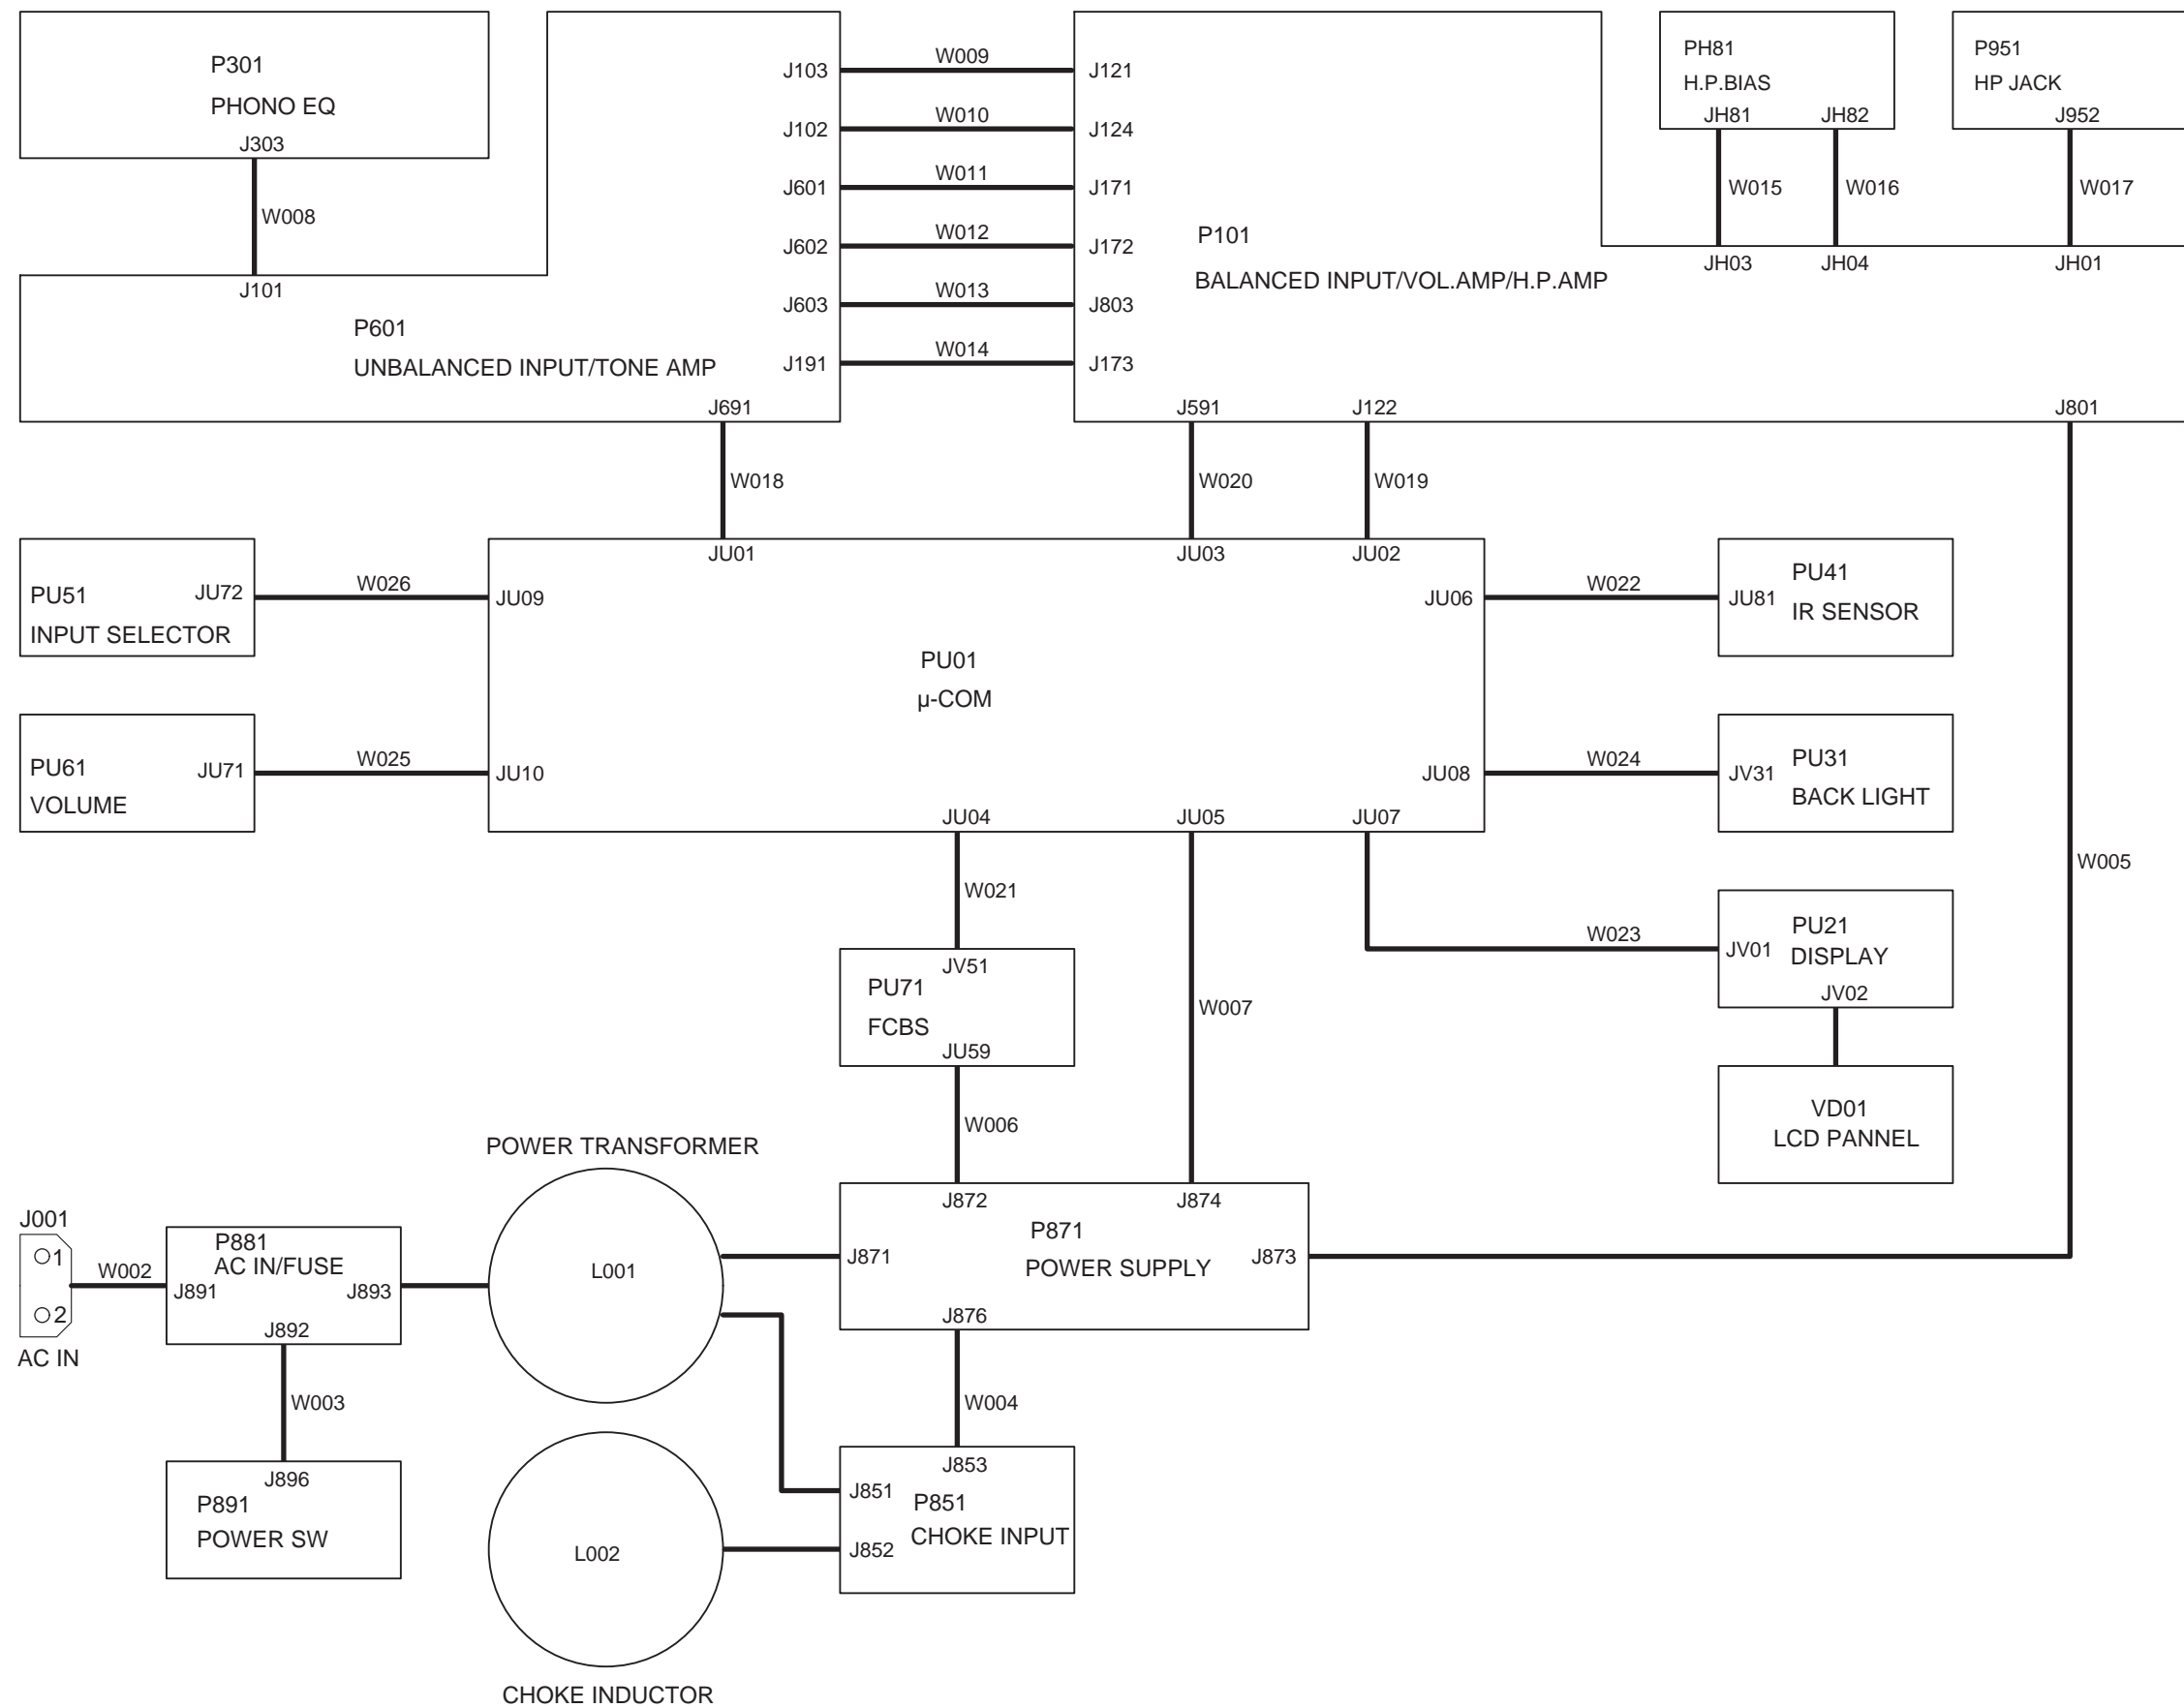 P301
PHONO EQ
J303
W008
J101
P601
UNBALANCED INPUT/TONE AMP
J103
J102
J601
J602
J603
J191
J691
W009
W010
W011
W012
W013
W014
J121
J124
J171
J172
J803
J173
P101
BALANCED INPUT/VOL.AMP/H.P.AMP
J591
J122
J801
PH81
H.P.BIAS
JH81
JH82
P951
HP JACK
J952
W015
W016
W017
JH03
JH04
JH01
W018
W020
W019
PU51
INPUT SELECTOR
JU72
W026
JU09
JU01
JU03
JU02
JU06
W022
JU81
PU41
IR SENSOR
PU01
µ-COM
PU61
VOLUME
JU71
W025
JU10
JU08
W024
JV31
PU31
BACK LIGHT
JU04
JU05
JU07
W005
W021
W023
JV01
PU21
DISPLAY
JV02
JV51
PU71
FCBS
JU59
W007
W006
VD01
LCD PANNEL
POWER TRANSFORMER
L001
J872
J874
P871
POWER SUPPLY
J871
J873
J876
J001
1
2
AC IN
W002
P881
AC IN/FUSE
J891
J893
J892
W003
J896
P891
POWER SW
W004
J853
J851
P851
CHOKE INPUT
J852
L002
CHOKE INDUCTOR